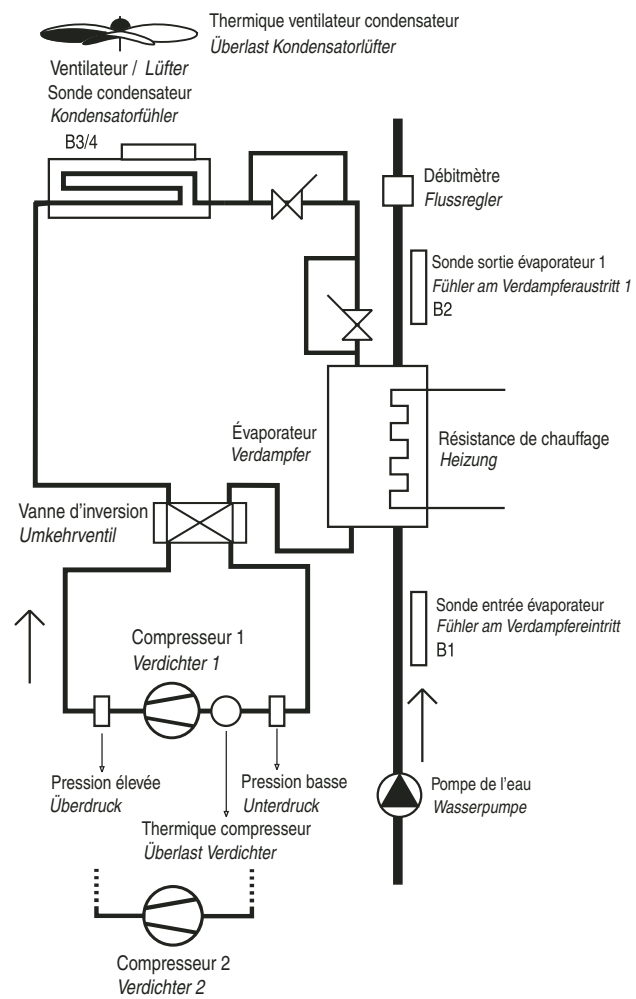 Thermique ventilateur condensateur
Überlast Kondensatorlüfter
Ventilateur / Lüfter
Sonde condensateur
Kondensatorfühler
B3/4
Débitmètre
Flussregler
Sonde sortie évaporateur 1
Fühler am Verdampferaustritt 1
B2
Évaporateur
Verdampfer
Résistance de chauffage
Heizung
Vanne d'inversion
Umkehrventil
Sonde entrée évaporateur
Fühler am Verdampfereintritt
B1
Compresseur 1
Verdichter 1
Pression élevée
Überdruck
Pression basse
Unterdruck
Pompe de l'eau
Wasserpumpe
Thermique compresseur
Überlast Verdichter
Compresseur 2
Verdichter 2